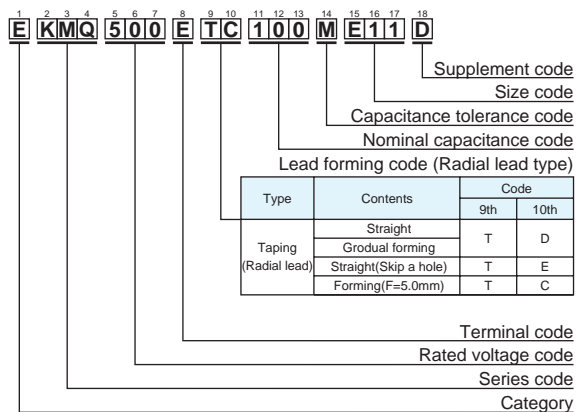 1 2 3 4 5 6 7 8 9 10 11 12 13 14 15 16 17 18
E KMQ 500 E TC 100 M E11 D
Supplement code
Size code
Capacitance tolerance code
Nominal capacitance code
Lead forming code (Radial lead type)
Type Contents Code
9th 10th
Taping (Radial lead)
Straight T D
Grodual forming
Straight(Skip a hole) T E
Forming(F=5.0mm) T C
Terminal code
Rated voltage code
Series code
Category